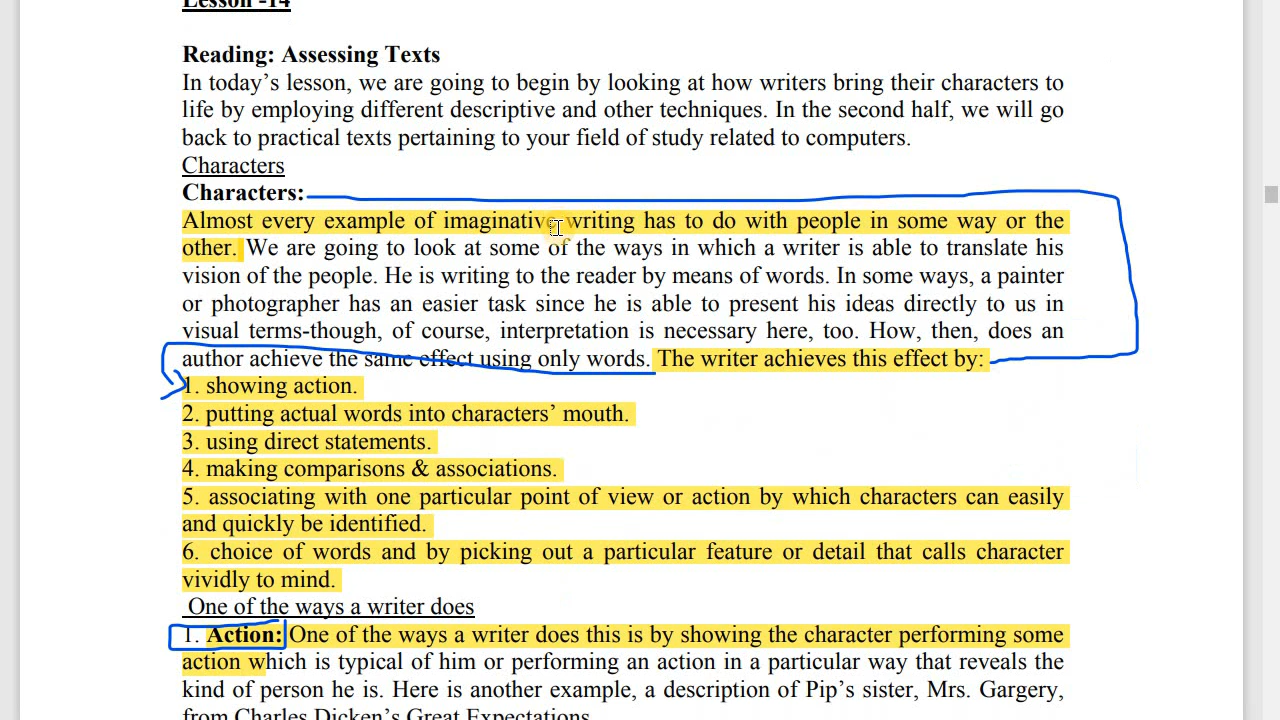 Lesson -14
Reading: Assessing Texts
In today's lesson, we are going to begin by looking at how writers bring their characters to
life by employing different descriptive and other techniques. In the second half, we will go
back to practical texts pertaining to your field of study related to computers.
Characters
Characters:
Almost every example of imaginative writing has to do with people in some way or the
other. We are going to look at some of the ways in which a writer is able to translate his
vision of the people. He is writing to the reader by means of words. In some ways, a painter
or photographer has an easier task since he is able to present his ideas directly to us in
visual terms-though, of course, interpretation is necessary here, too. How, then, does an
author achieve the same effect using only words. The writer achieves this effect by:
1. showing action.
2. putting actual words into characters' mouth.
3. using direct statements.
4. making comparisons & associations.
5. associating with one particular point of view or action by which characters can easily
and quickly be identified.
6. choice of words and by picking out a particular feature or detail that calls character
vividly to mind.
One of the ways a writer does
1. Action: One of the ways a writer does this is by showing the character performing some
action which is typical of him or performing an action in a particular way that reveals the
kind of person he is. Here is another example, a description of Pip's sister, Mrs. Gargery,
from Charles Dicken's Great Expectations